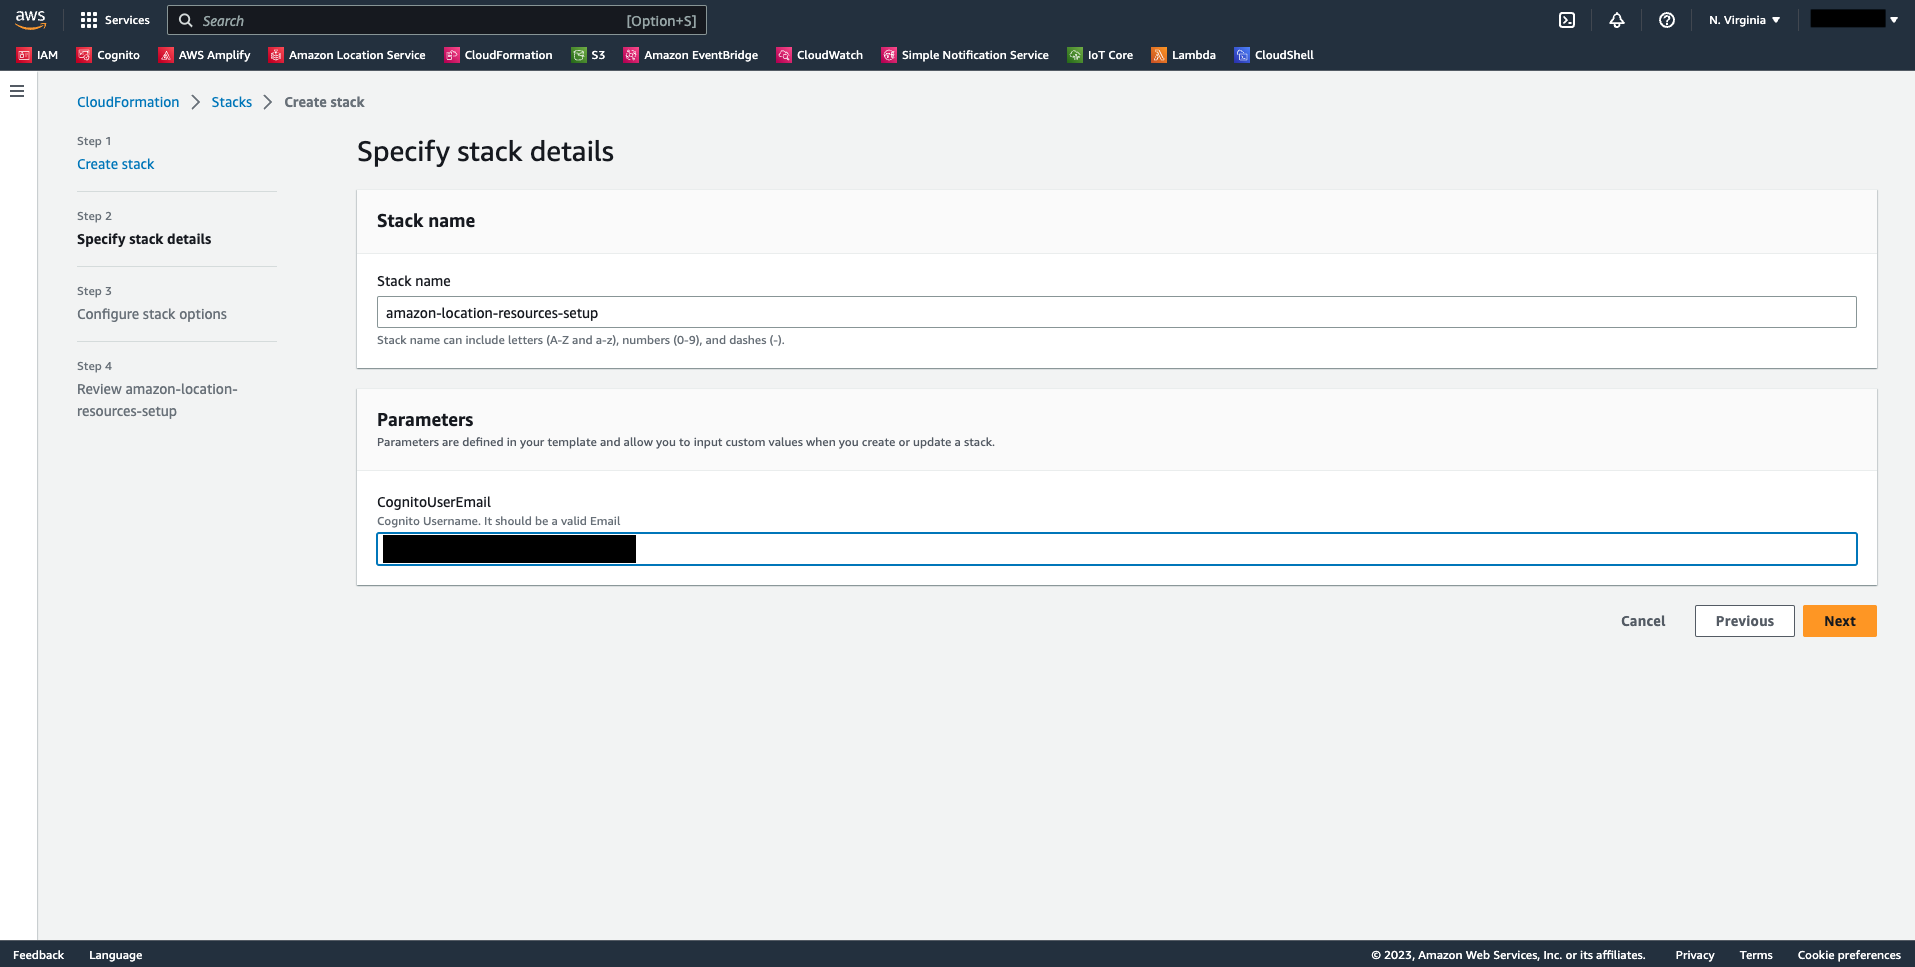 aws
Services
Search
[Option+S]
N. Virginia
IAM
Cognito
AWS Amplify
Amazon Location Service
CloudFormation
S3
Amazon EventBridge
CloudWatch
Simple Notification Service
IoT Core
Lambda
CloudShell
CloudFormation
Stacks
Create stack
Step 1
Create stack
Step 2
Specify stack details
Step 3
Configure stack options
Step 4
Review amazon-location-
resources-setup
Specify stack details
Stack name
Stack name
amazon-location-resources-setup
Stack name can include letters (A-Z and a-z), numbers (0-9), and dashes (-).
Parameters
Parameters are defined in your template and allow you to input custom values when you create or update a stack.
CognitoUserEmail
Cognito Username. It should be a valid Email
Cancel
Previous
Next
Feedback
Language
© 2023, Amazon Web Services, Inc. or its affiliates.
Privacy
Terms
Cookie preferences